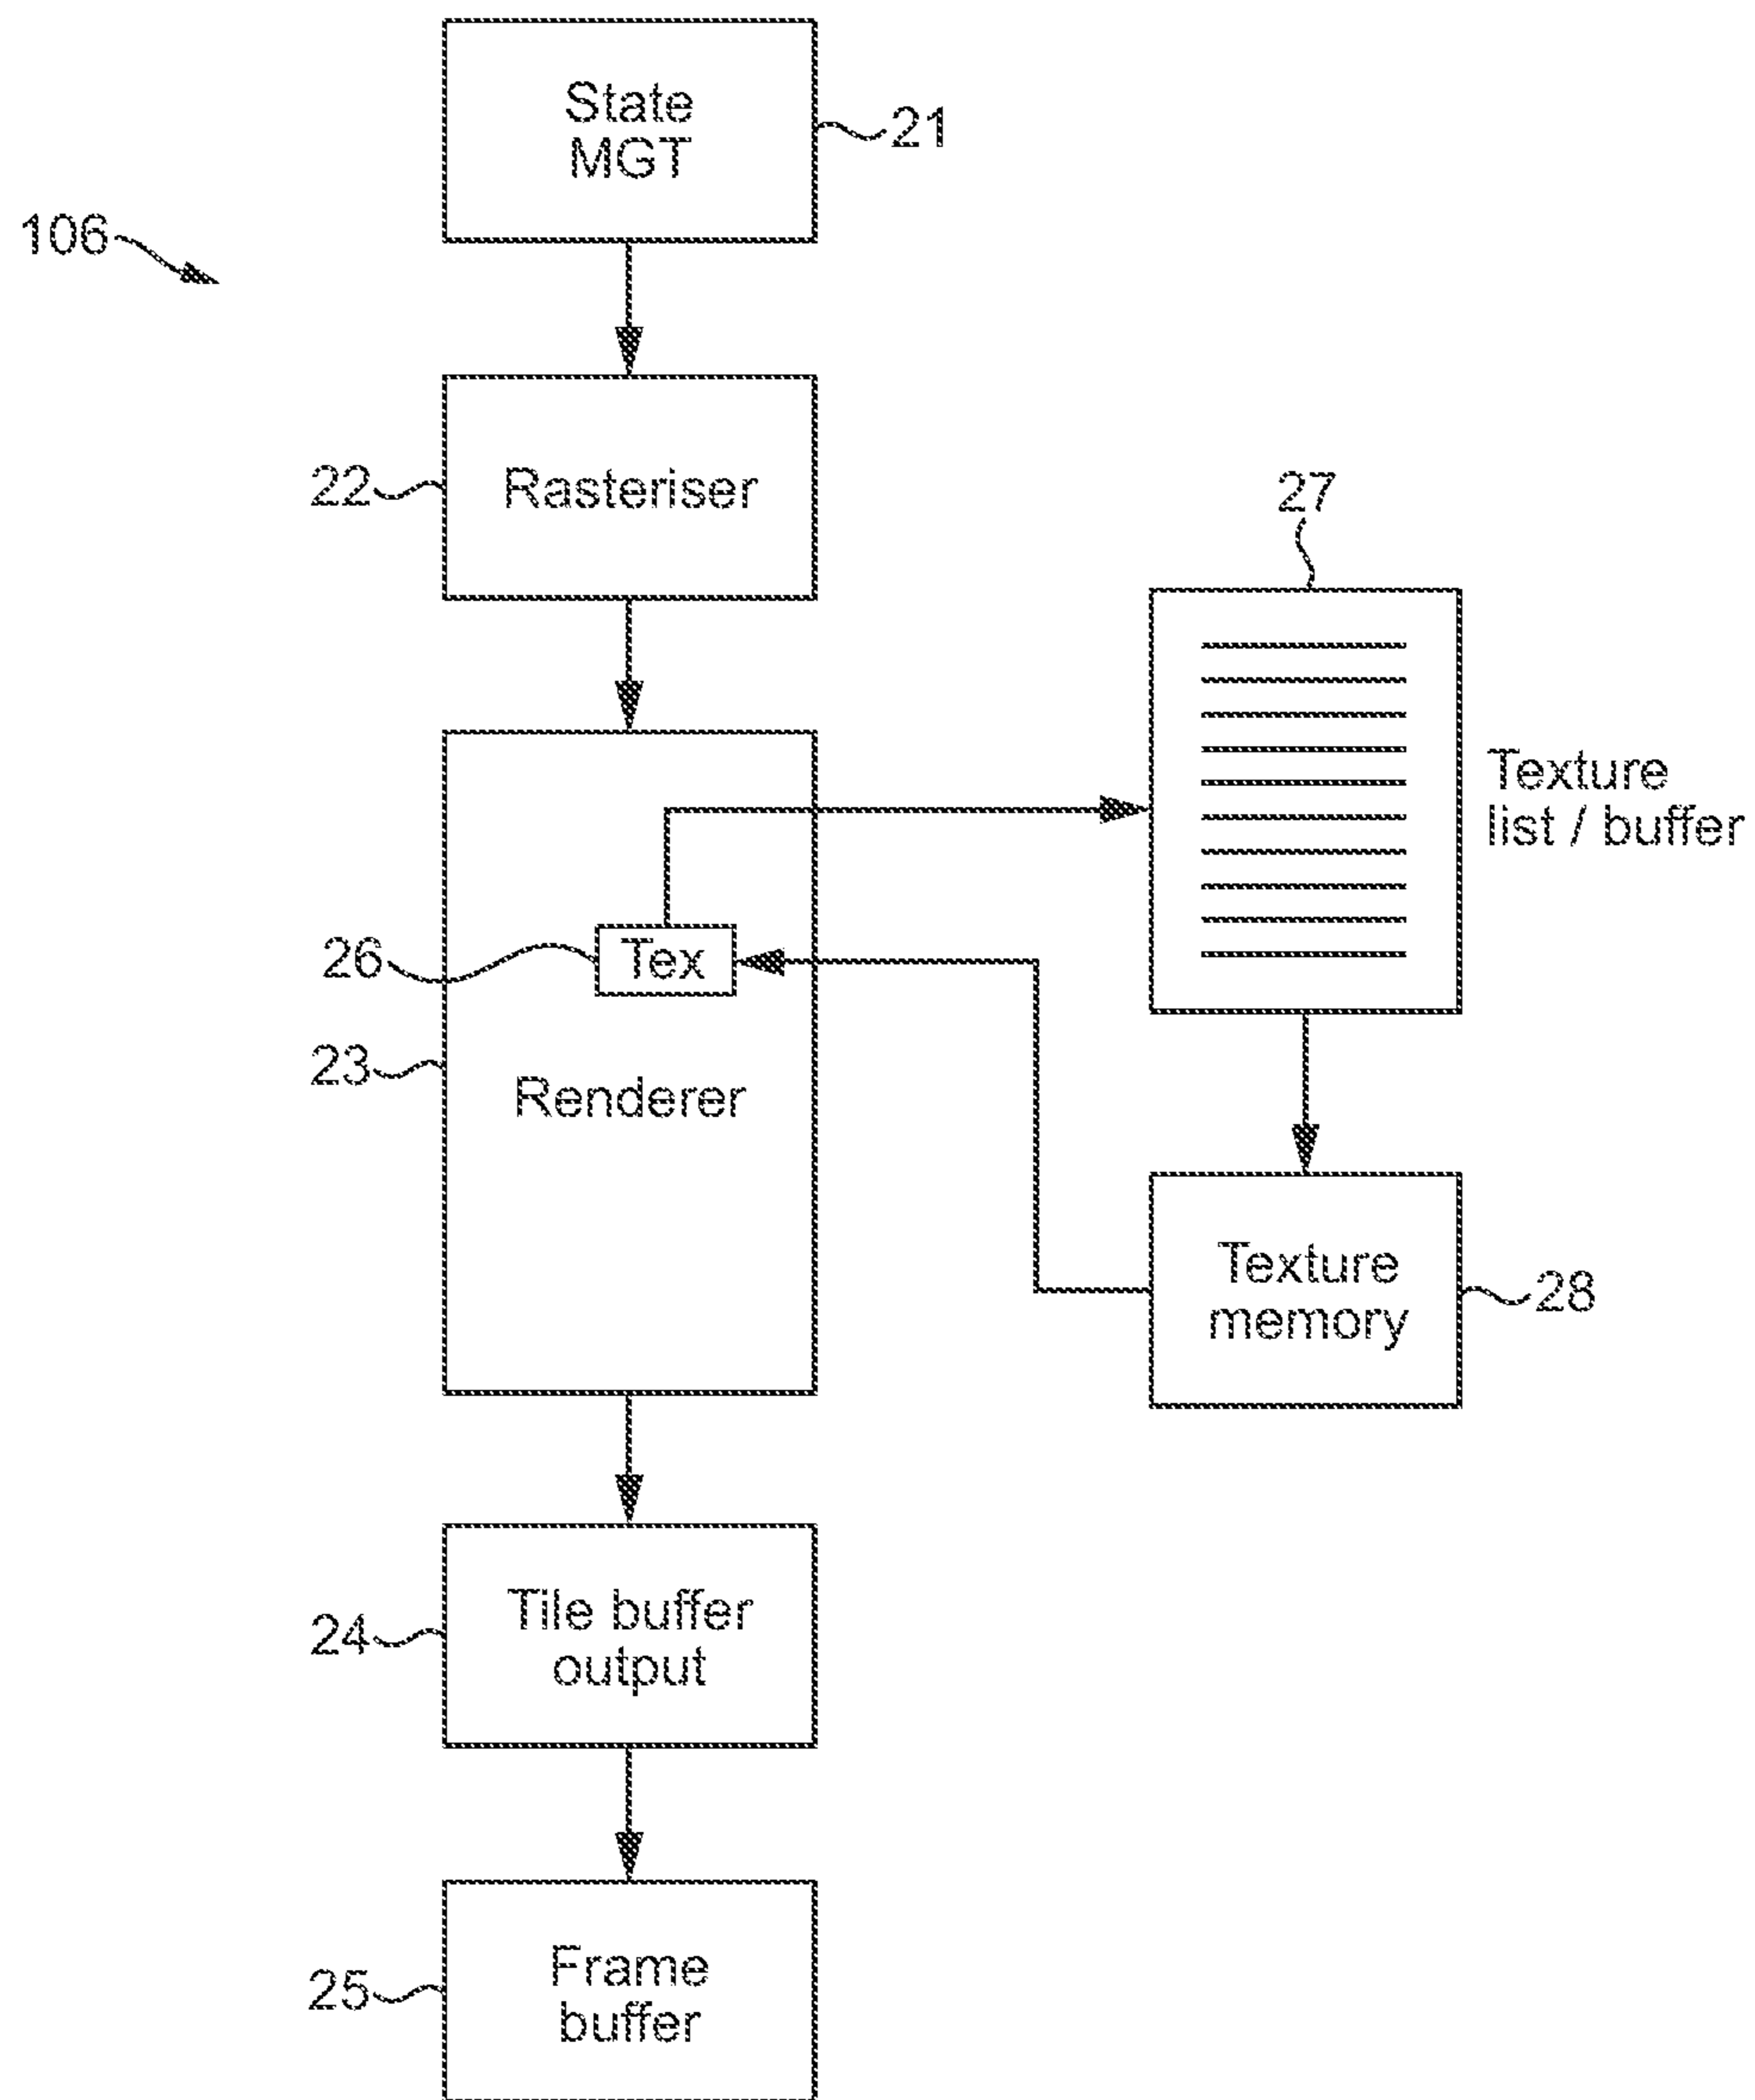 State
MGT
21
106
22
Rasteriser
27
Texture
list / buffer
26
Tex
23
Renderer
Texture
memory
28
24
Tile buffer
output
25
Frame
buffer